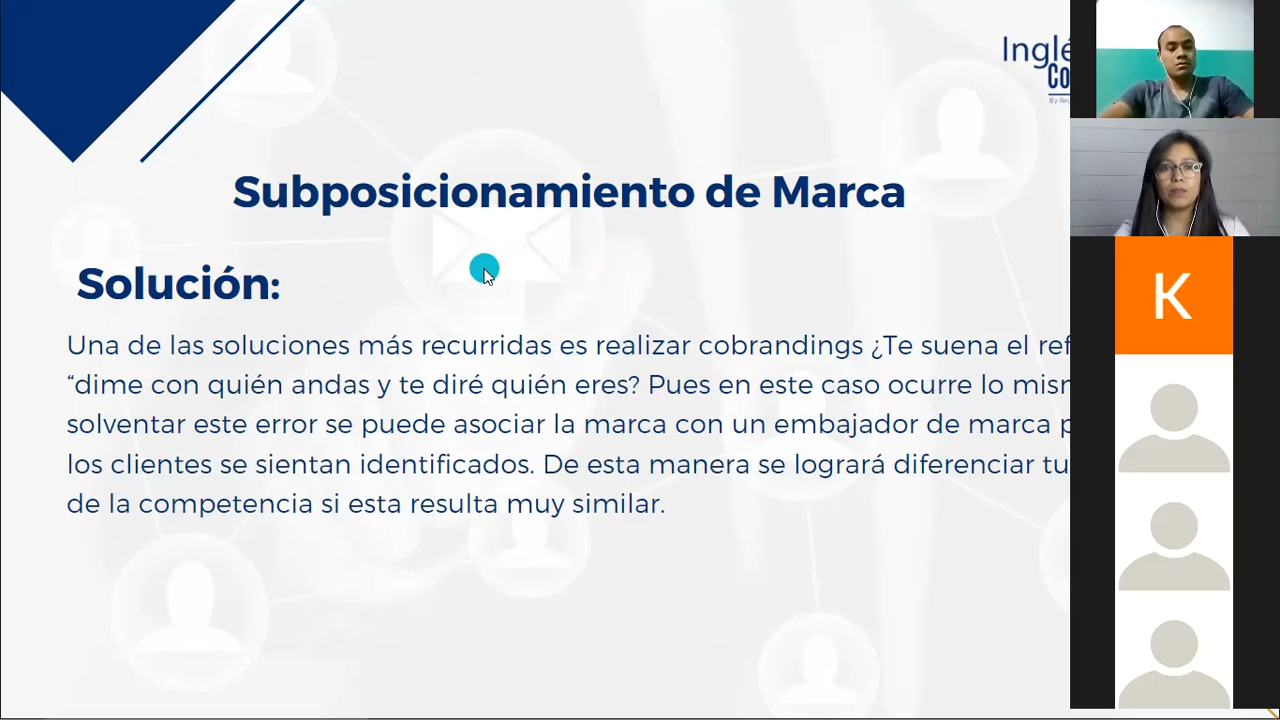 Inglé
Co
Subposicionamiento de Marca
Solución:
Una de las soluciones más recurridas es realizar cobrandings ¿Te suena el ref
“dime con quién andas y te diré quién eres? Pues en este caso ocurre lo mism
solventar este error se puede asociar la marca con un embajador de marca p
los clientes se sientan identificados. De esta manera se logrará diferenciar tu
de la competencia si esta resulta muy similar.
K